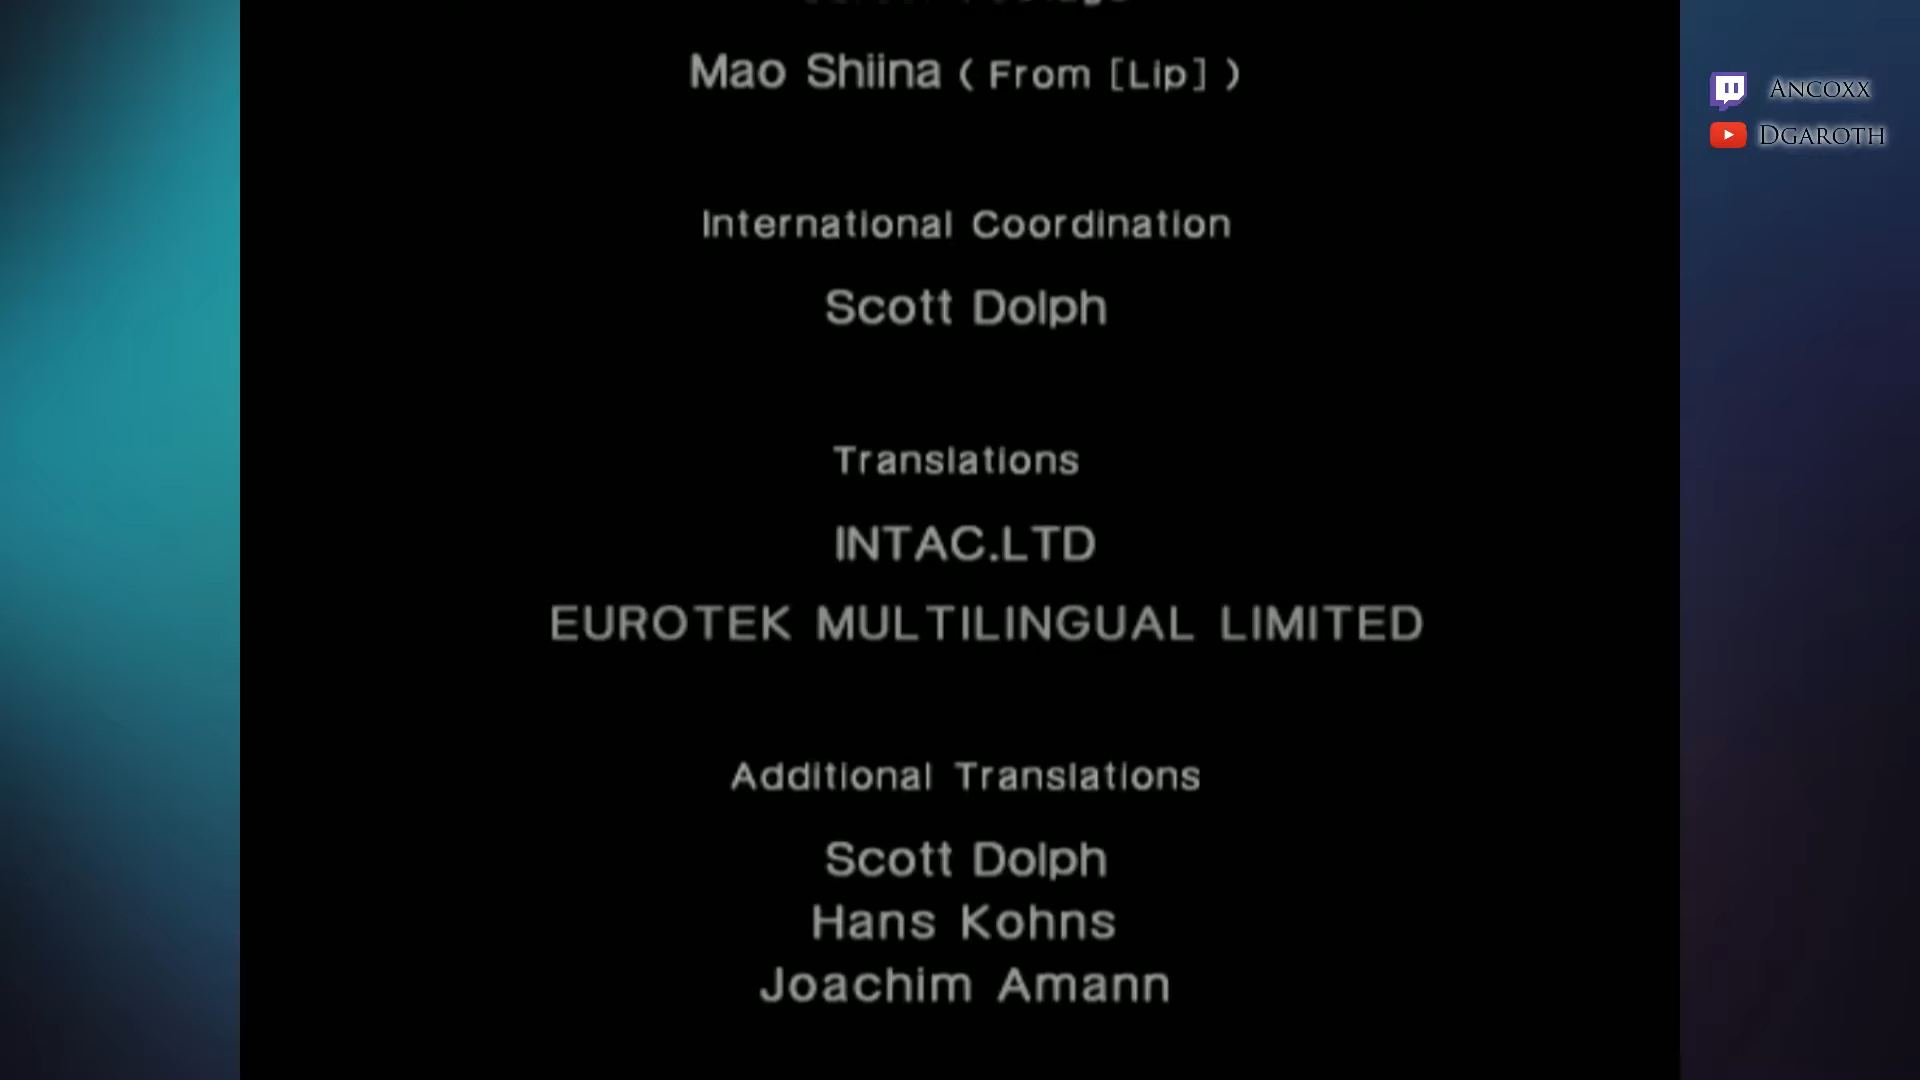 Mao Shiina ( From [Lip] )
International Coordination
Scott Dolph
Translations
INTAC.LTD
EUROTEK MULTILINGUAL LIMITED
Additional Translations
Scott Dolph
Hans Kohns
Joachim Amann
Ancoxx
Dgaroth